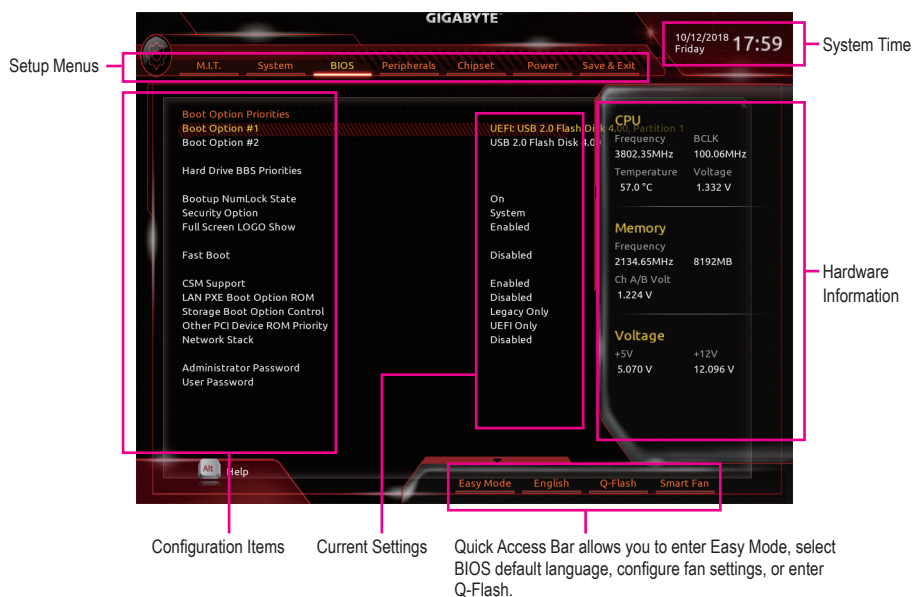 GIGABYTE™
10/12/2018
Friday
17:59
System Time
Setup Menus
M.I.T. System BIOS Peripherals Chipset Power Save & Exit
Boot Option Priorities
Boot Option #1 UEFI: USB 2.0 Flash Disk 4.00, Partition 1
Boot Option #2 USB 2.0 Flash Disk 4.00
Hard Drive BBS Priorities
Bootup NumLock State On
Security Option System
Full Screen LOGO Show Enabled
Fast Boot Disabled
CSM Support Enabled
LAN PXE Boot Option ROM Disabled
Storage Boot Option Control Legacy Only
Other PCI Device ROM Priority UEFI Only
Network Stack Disabled
Administrator Password
User Password
CPU
Frequency BCLK
3802.35MHz 100.06MHz
Temperature Voltage
57.0 °C 1.332 V
Memory
Frequency
2134.65MHz 8192MB
Ch A/B Volt
1.224 V
Voltage
+5V +12V
5.070 V 12.096 V
Hardware
Information
Alt Help
Easy Mode English Q-Flash Smart Fan
Configuration Items
Current Settings
Quick Access Bar allows you to enter Easy Mode, select
BIOS default language, configure fan settings, or enter
Q-Flash.